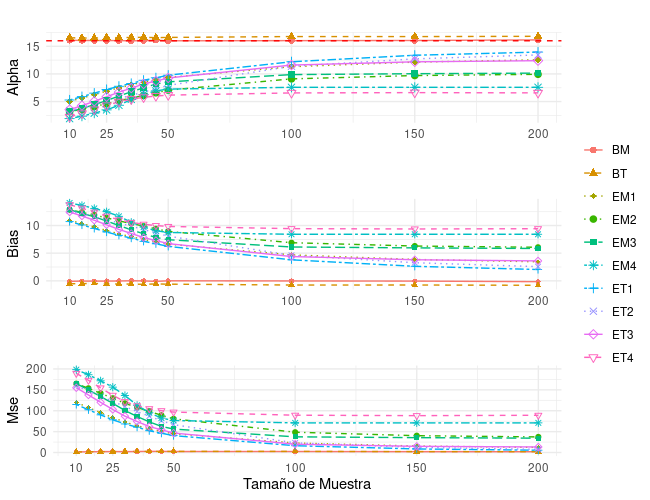 Alpha
15
10
5
10 25 50 100 150 200
Bias
10
5
0
10 25 50 100 150 200
Mse
200
150
100
50
0
10 25 50 100 150 200
Tamaño de Muestra
BM
BT
EM1
EM2
EM3
EM4
ET1
ET2
ET3
ET4